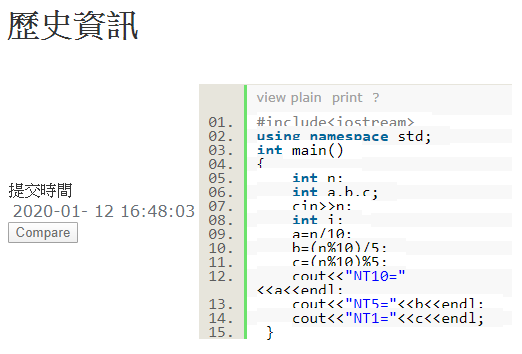 歷史資訊
提交時間
2020-01- 12 16:48:03
Compare
view plain print ?
01. #include<iostream>
02. using namespace std;
03. int main()
04. {
05. int n;
06. int a,b,c;
07. cin>>n;
08. int i;
09. a=n/10;
10. b=(n%10)/5;
11. c=(n%10)%5;
12. cout<<"NT10="
<<a<<endl;
13. cout<<"NT5="<<b<<endl;
14. cout<<"NT1="<<c<<endl;
15. }